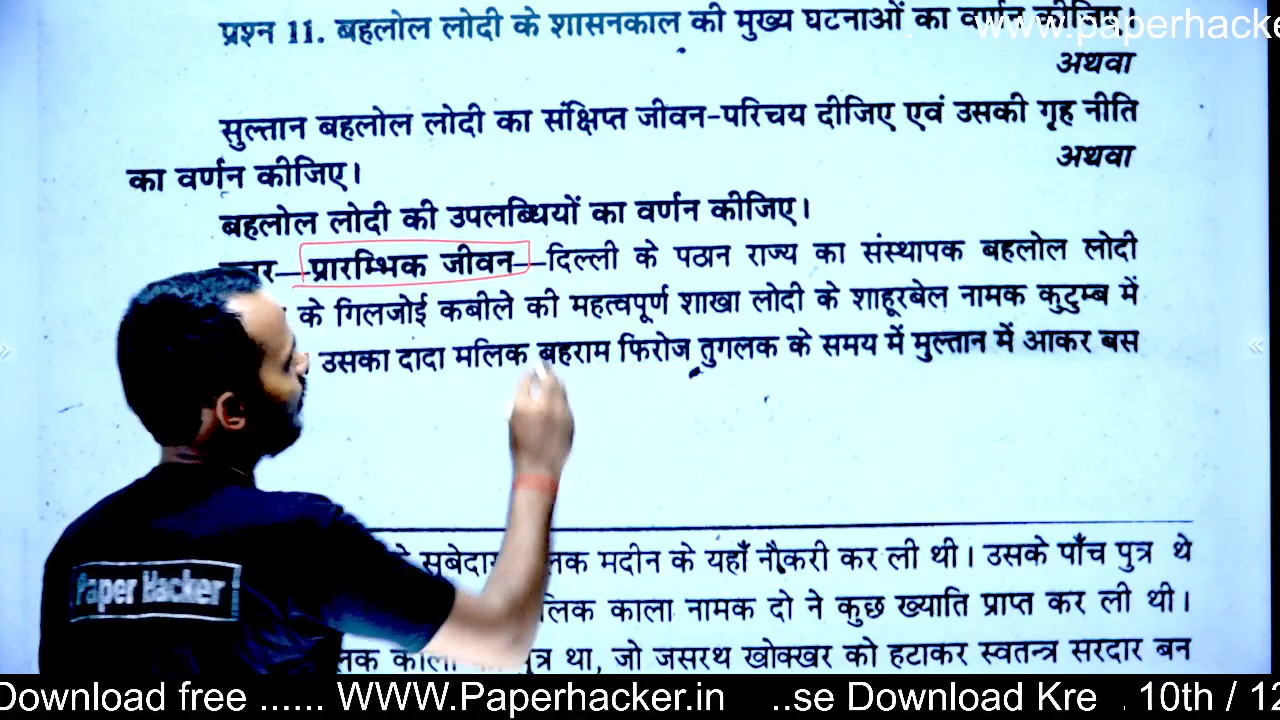 www.paperhacke
प्रश्न 11. बहलोल लोदी के शासनकाल की मुख्य घटनाओं का वर्णन कीजिए।
अथवा
सुल्तान बहलोल लोदी का संक्षिप्त जीवन-परिचय दीजिए एवं उसकी गृह नीति
अथवा
का वर्णन कीजिए।
बहलोल लोदी की उपलब्धियों का वर्णन कीजिए।
प्रारम्भिक जीवन—दिल्ली के पठान राज्य का संस्थापक बहलोल लोदी
के गिलजोई कबीले की महत्वपूर्ण शाखा लोदी के शाहूरबेल नामक कुटुम्ब में
उसका दादा मलिक बहराम फिरोज तुगलक के समय में मुल्तान में आकर बस
मदीन के यहाँ नौकरी कर ली थी। उसके पाँच पुत्र थे
काला नामक दो ने कुछ ख्याति प्राप्त कर ली थी।
था, जो जसरथ खोक्खर को हटाकर स्वतन्त्र सरदार बन
Paper Hacker
Download free ...... WWW.Paperhacker.in ..se Download Kre . 10th / 12